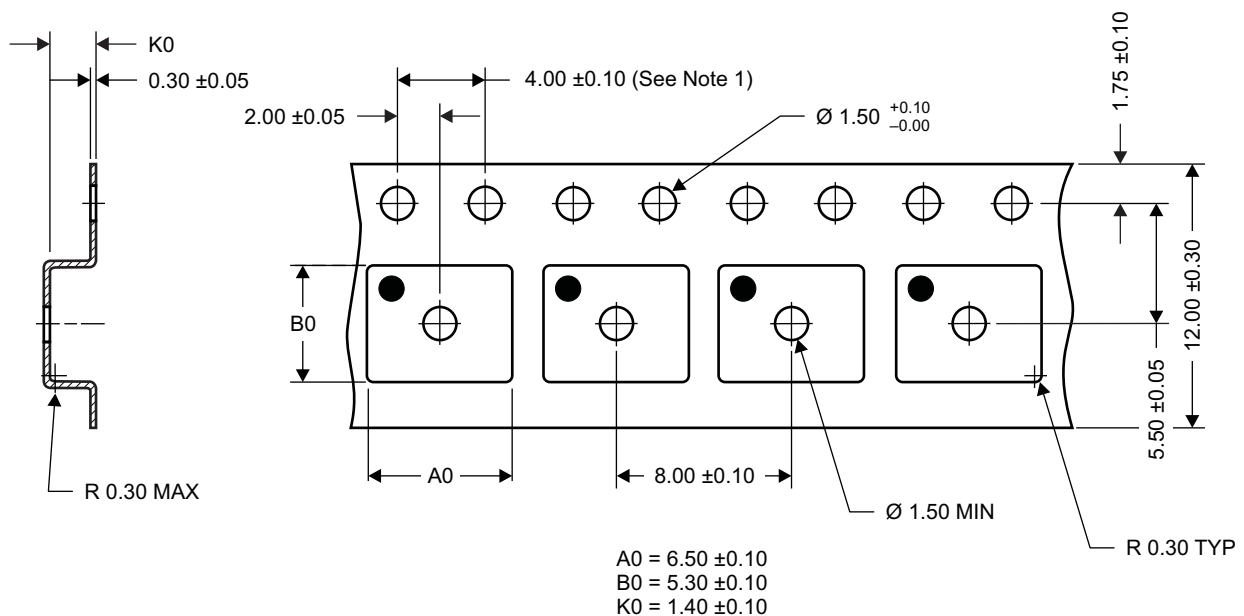 K0
0.30 ±0.05
4.00 ±0.10 (See Note 1)
2.00 ±0.05
Ø 1.50 +0.10 –0.00
1.75 ±0.10
B0
12.00 ±0.30
5.50 ±0.05
R 0.30 MAX
A0
8.00 ±0.10
Ø 1.50 MIN
R 0.30 TYP
A0 = 6.50 ±0.10
B0 = 5.30 ±0.10
K0 = 1.40 ±0.10